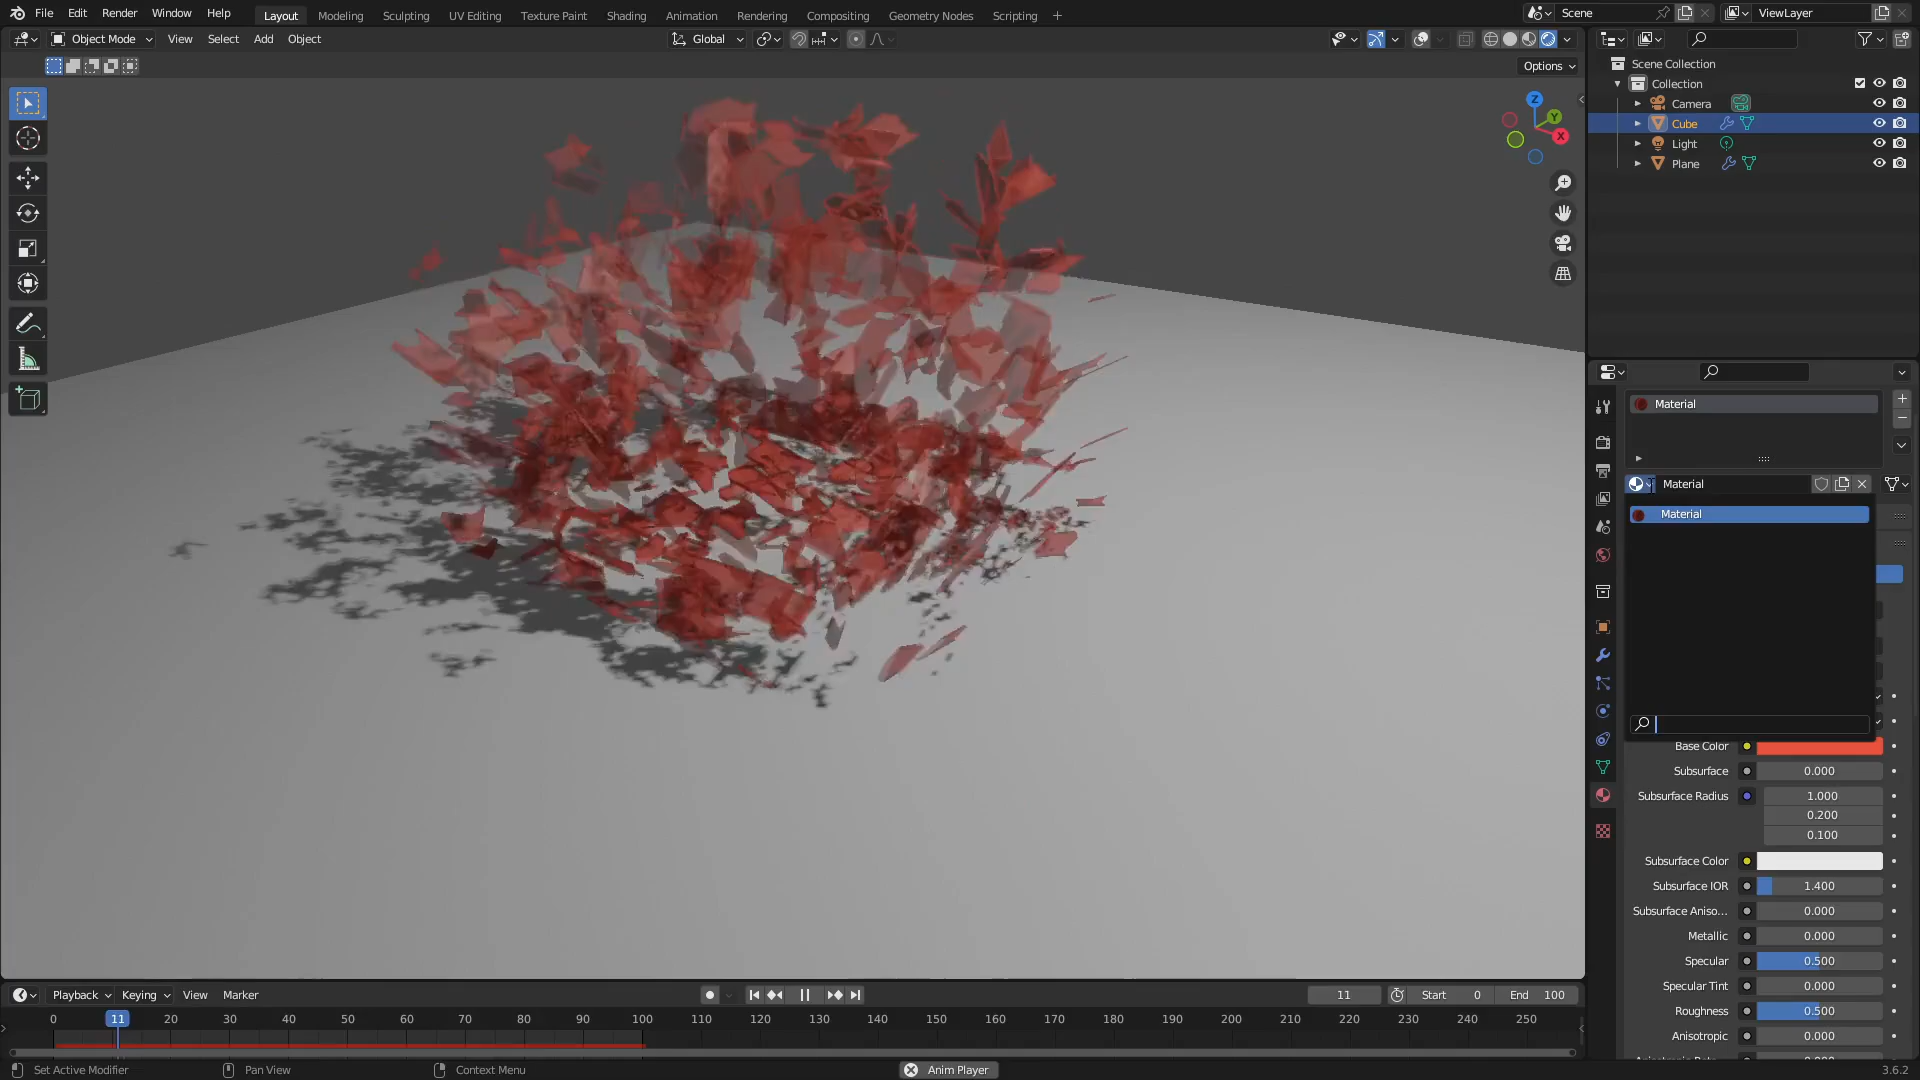 File Edit Render Window Help Layout Modeling Sculpting UV Editing Texture Paint Shading Animation Rendering Compositing Geometry Nodes Scripting + Scene ViewLayer
Object Mode View Select Add Object Global
Options
Scene Collection
Collection
Camera
Cube
Light
Plane
Z
Y
X
Material
Material
Material
Base Color
Subsurface 0.000
Subsurface Radius 1.000
0.200
0.100
Subsurface Color
Subsurface IOR 1.400
Subsurface Aniso... 0.000
Metallic 0.000
Specular 0.500
Specular Tint 0.000
Roughness 0.500
Anisotropic 0.000
Playback Keying View Marker 11 Start 0 End 100
0 11 20 30 40 50 60 70 80 90 100 110 120 130 140 150 160 170 180 190 200 210 220 230 240 250
Set Active Modifier Pan View Context Menu Anim Player 3.6.2